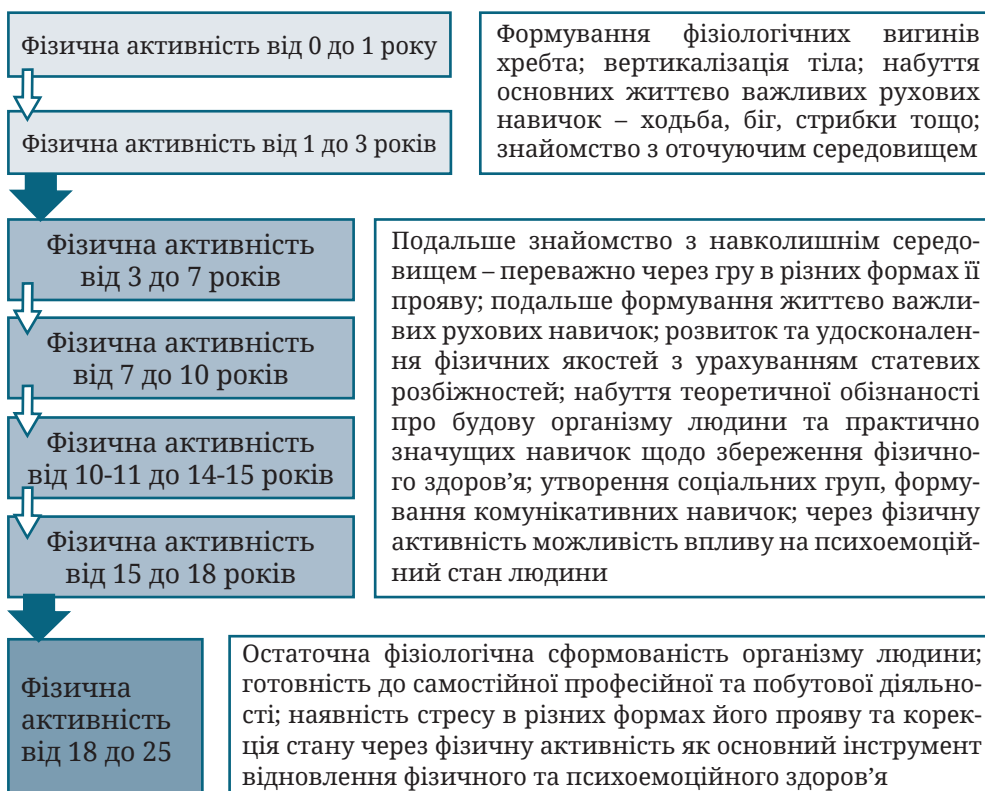 Фізична активність від 0 до 1 року
Фізична активність від 1 до 3 років
Формування фізіологічних вигинів
хребта; вертикалізація тіла; набуття
основних життєво важливих рухових
навичок – ходьба, біг, стрибки тощо;
знайомство з оточуючим середовищем
Фізична активність
від 3 до 7 років
Фізична активність
від 7 до 10 років
Фізична активність
від 10-11 до 14-15 років
Фізична активність
від 15 до 18 років
Подальше знайомство з навколишнім середо-
вищем – переважно через гру в різних формах її
прояву; подальше формування життєво важли-
вих рухових навичок; розвиток та удосконален-
ня фізичних якостей з урахуванням статевих
розбіжностей; набуття теоретичної обізнаності
про будову організму людини та практично
значущих навичок щодо збереження фізично-
го здоров’я; утворення соціальних груп, форму-
вання комунікативних навичок; через фізичну
активність можливість впливу на психоемоцій-
ний стан людини
Фізична
активність
від 18 до 25
Остаточна фізіологічна сформованість організму людини;
готовність до самостійної професійної та побутової діяльно-
сті; наявність стресу в різних формах його прояву та корек-
ція стану через фізичну активність як основний інструмент
відновлення фізичного та психоемоційного здоров’я